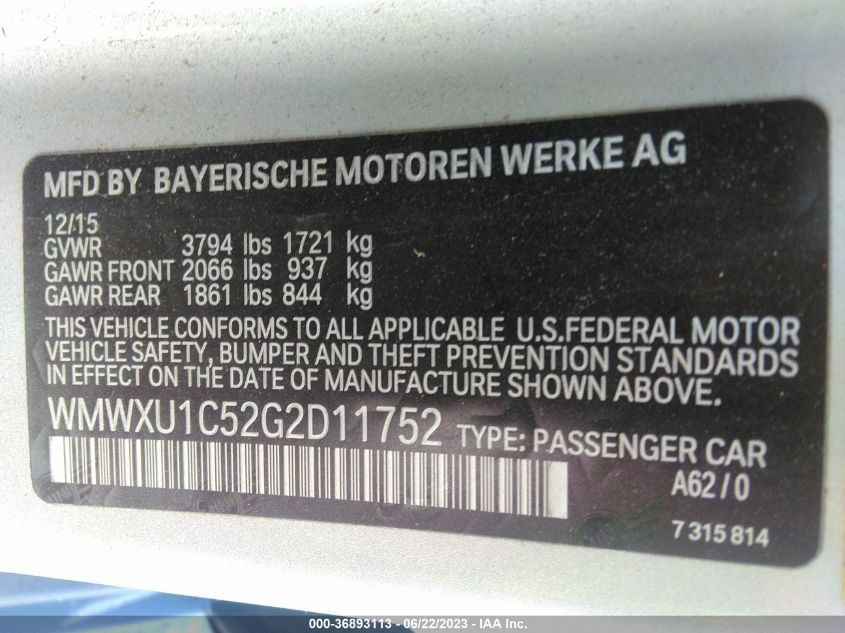 MFD BY BAYERISCHE MOTOREN WERKE AG
12/15
GVWR 3794 lbs 1721 kg
GAWR FRONT 2066 lbs 937 kg
GAWR REAR 1861 lbs 844 kg
THIS VEHICLE CONFORMS TO ALL APPLICABLE U.S.FEDERAL MOTOR
VEHICLE SAFETY, BUMPER AND THEFT PREVENTION STANDARDS
IN EFFECT ON THE DATE OF MANUFACTURE SHOWN ABOVE.
WMWXU1C52G2D11752 TYPE: PASSENGER CAR
A62/0
7 315 814
000-36893113 - 06/22/2023 - IAA Inc.